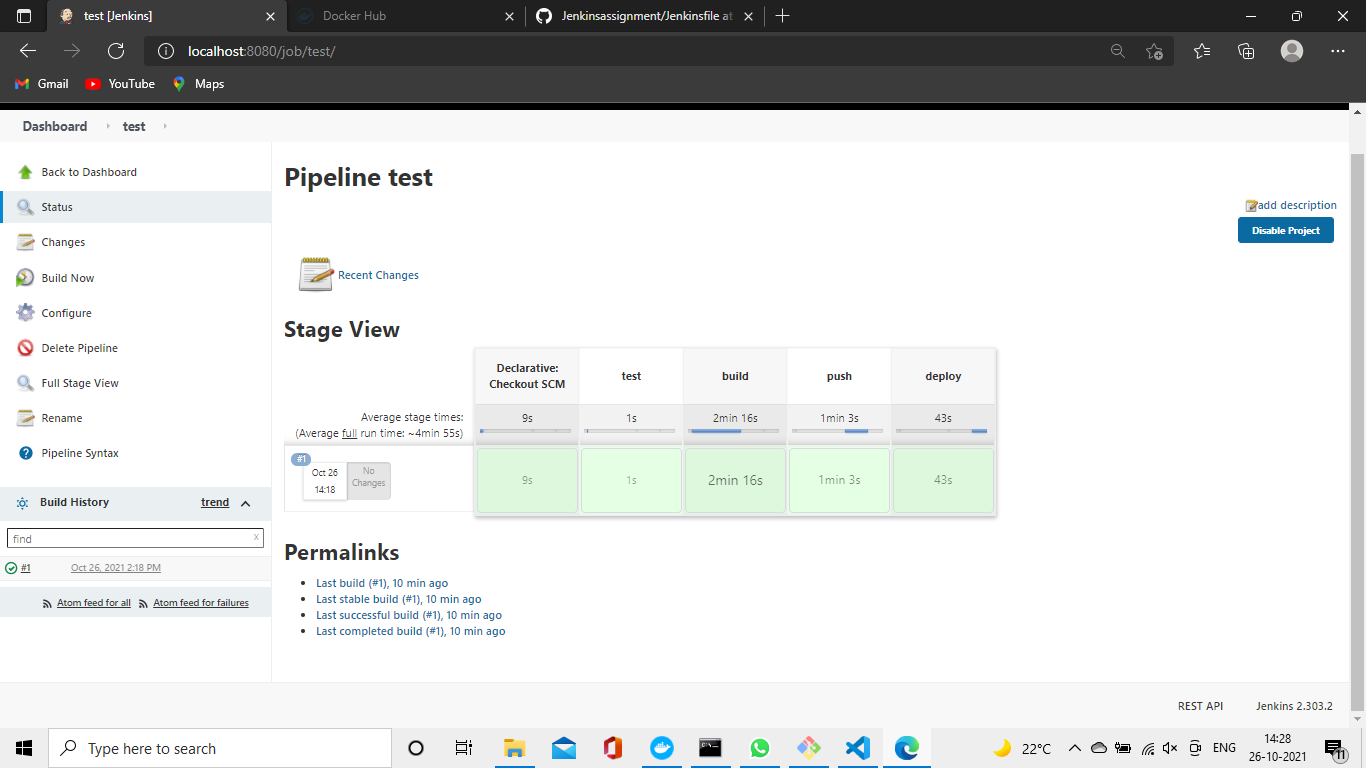 test [Jenkins]
Docker Hub
Jenkinsassignment/Jenkinsfile at
localhost:8080/job/test/
Gmail
YouTube
Maps
Dashboard
test
Back to Dashboard
Status
Changes
Build Now
Configure
Delete Pipeline
Full Stage View
Rename
Pipeline Syntax
Build History
trend
find
x
#1
Oct 26, 2021 2:18 PM
Atom feed for all
Atom feed for failures
Pipeline test
add description
Disable Project
Recent Changes
Stage View
Declarative:
Checkout SCM
test
build
push
deploy
Average stage times:
(Average full run time: ~4min 55s)
9s
1s
2min 16s
1min 3s
43s
#1
Oct 26
14:18
No
Changes
9s
1s
2min 16s
1min 3s
43s
Permalinks
Last build (#1), 10 min ago
Last stable build (#1), 10 min ago
Last successful build (#1), 10 min ago
Last completed build (#1), 10 min ago
REST API
Jenkins 2.303.2
Type here to search
22°C
ENG
14:28
26-10-2021
11